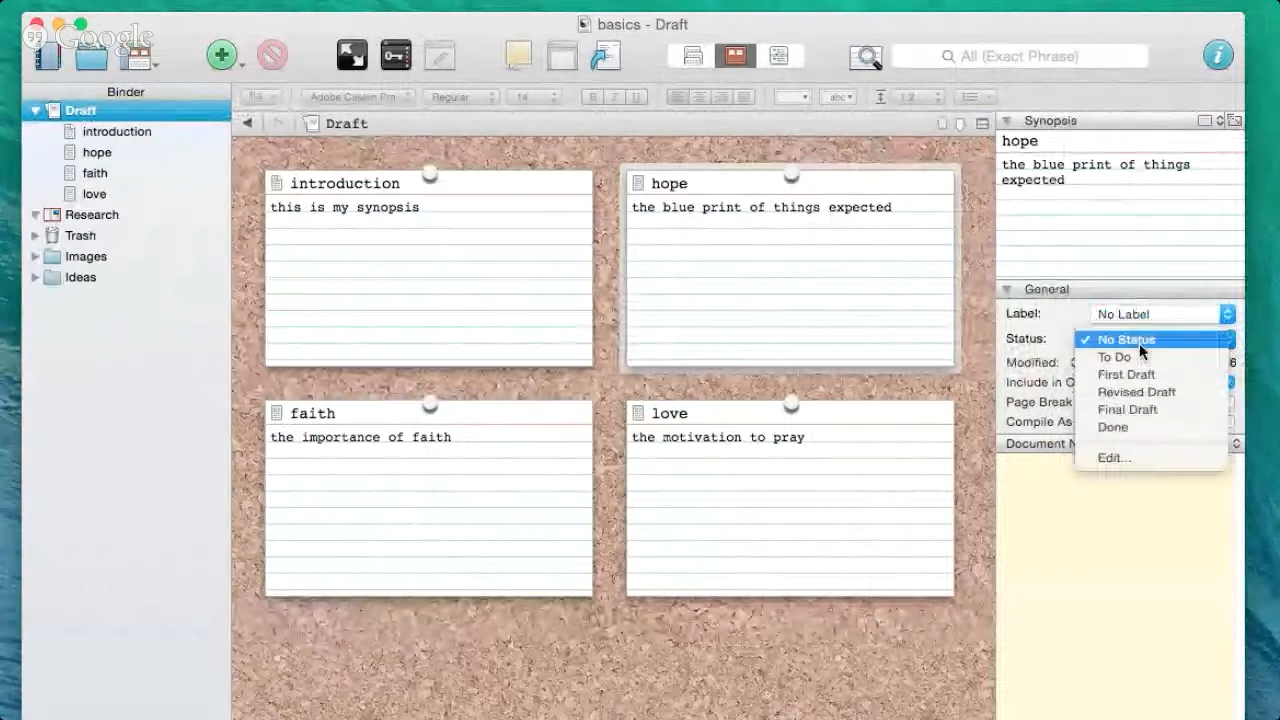 Google
basics - Draft
All (Exact Phrase)
Binder
Adobe Caslon Pro
Regular
14
B I U
abc
1.2
Draft
introduction
hope
faith
love
Research
Trash
Images
Ideas
Draft
introduction
this is my synopsis
hope
the blue print of things expected
faith
the importance of faith
love
the motivation to pray
Synopsis
hope
the blue print of things
expected
General
Label:
No Label
Status:
No Status
To Do
First Draft
Revised Draft
Final Draft
Done
Edit...
Modified:
6
Include in C
Page Break
Compile As
Document N